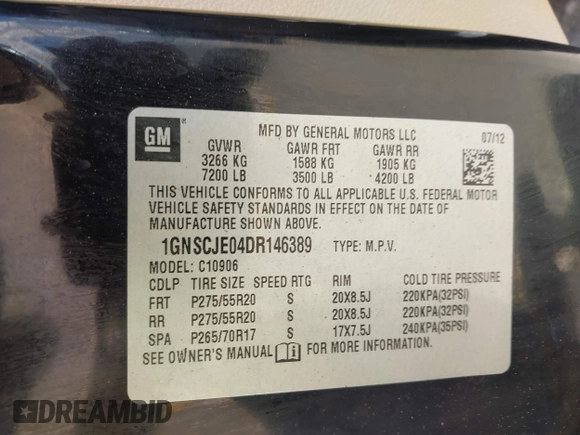 GM
®
MFD BY GENERAL MOTORS LLC 07/12
GVWR GAWR FRT GAWR RR
3266 KG 1588 KG 1905 KG
7200 LB 3500 LB 4200 LB
THIS VEHICLE CONFORMS TO ALL APPLICABLE U.S. FEDERAL MOTOR
VEHICLE SAFETY STANDARDS IN EFFECT ON THE DATE OF
MANUFACTURE SHOWN ABOVE.
1GNSCJE04DR146389 TYPE: M.P.V.
MODEL: C10906
CDLP TIRE SIZE SPEED RTG RIM COLD TIRE PRESSURE
FRT P275/55R20 S 20X8.5J 220KPA(32PSI)
RR P275/55R20 S 20X8.5J 220KPA(32PSI)
SPA P265/70R17 S 17X7.5J 240KPA(35PSI)
SEE OWNER'S MANUAL FOR MORE INFORMATION.
DREAMBID